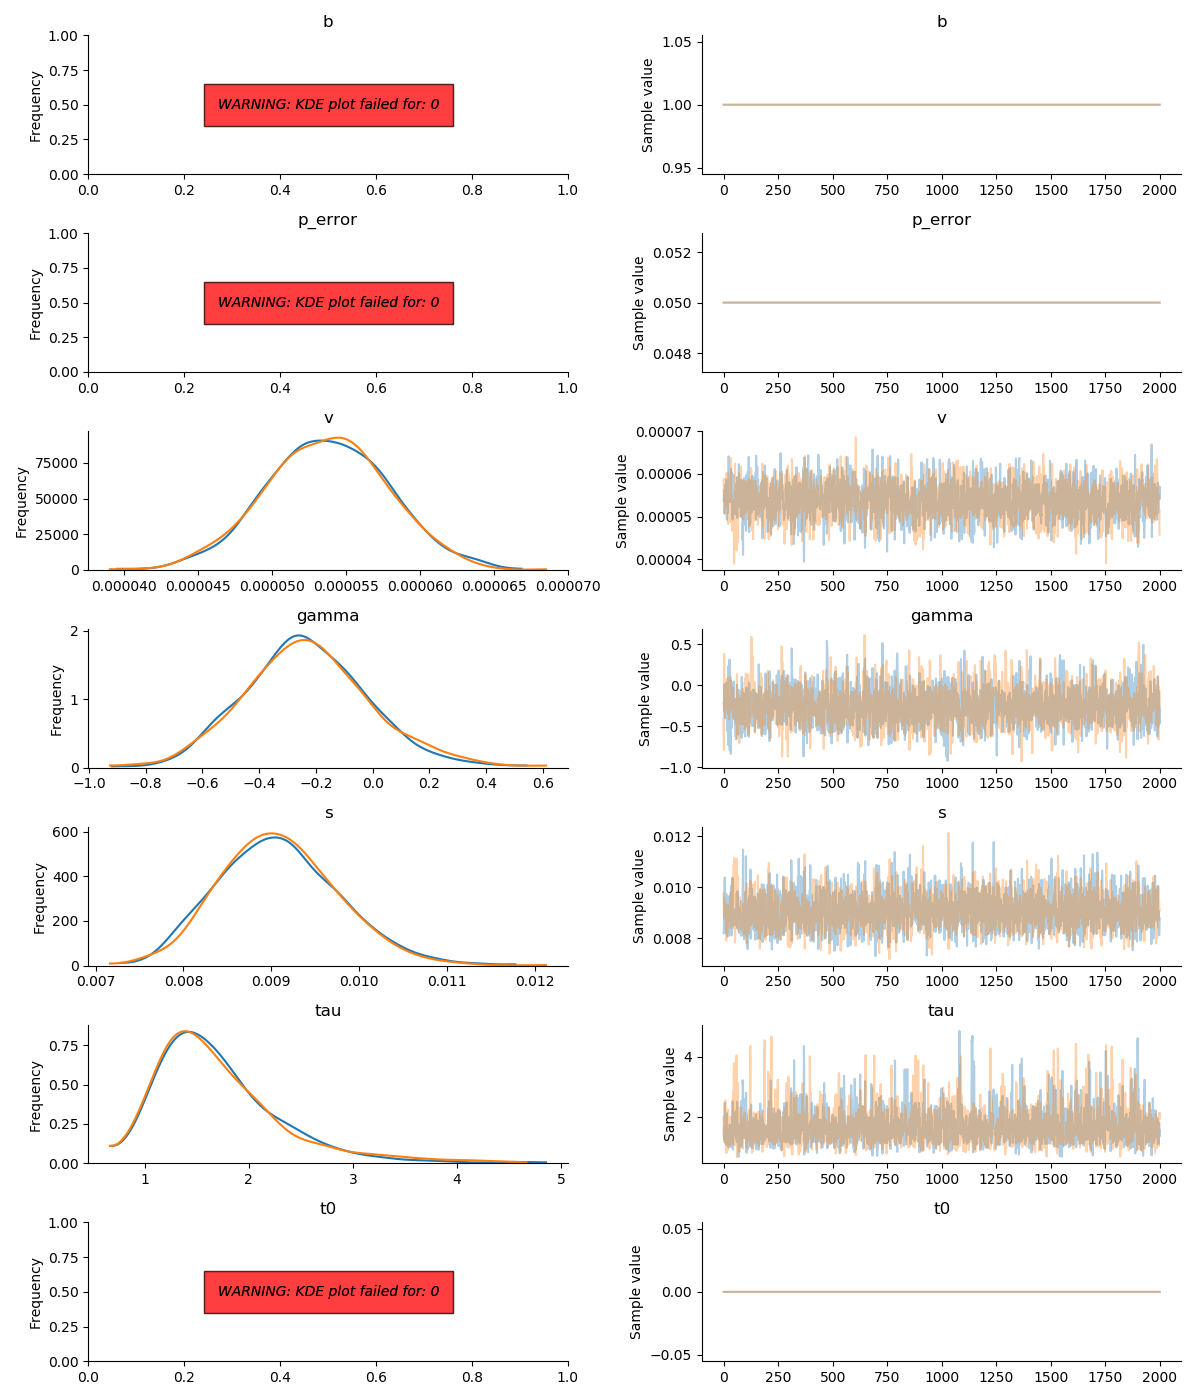 b
b
1.00
0.75
0.50
0.25
0.00
Frequency
WARNING: KDE plot failed for: 0
0.0 0.2 0.4 0.6 0.8 1.0
1.05
1.00
0.95
Sample value
0 250 500 750 1000 1250 1500 1750 2000
p_error
p_error
1.00
0.75
0.50
0.25
0.00
Frequency
WARNING: KDE plot failed for: 0
0.0 0.2 0.4 0.6 0.8 1.0
0.052
0.050
0.048
Sample value
0 250 500 750 1000 1250 1500 1750 2000
v
v
75000
50000
25000
0
Frequency
0.000040 0.000045 0.000050 0.000055 0.000060 0.000065 0.000070
0.00007
0.00006
0.00005
0.00004
Sample value
0 250 500 750 1000 1250 1500 1750 2000
gamma
gamma
2
1
0
Frequency
−1.0 −0.8 −0.6 −0.4 −0.2 0.0 0.2 0.4 0.6
0.5
0.0
−0.5
−1.0
Sample value
0 250 500 750 1000 1250 1500 1750 2000
s
s
600
400
200
0
Frequency
0.007 0.008 0.009 0.010 0.011 0.012
0.012
0.010
0.008
Sample value
0 250 500 750 1000 1250 1500 1750 2000
tau
tau
0.75
0.50
0.25
0.00
Frequency
1 2 3 4 5
4
2
Sample value
0 250 500 750 1000 1250 1500 1750 2000
t0
t0
1.00
0.75
0.50
0.25
0.00
Frequency
WARNING: KDE plot failed for: 0
0.0 0.2 0.4 0.6 0.8 1.0
0.05
0.00
−0.05
Sample value
0 250 500 750 1000 1250 1500 1750 2000